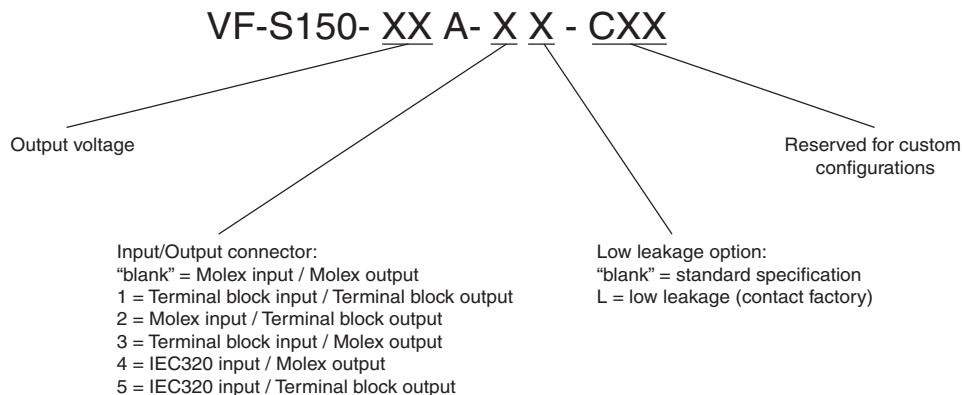 VF-S150- XX A- X X - CXX
Output voltage
Reserved for custom
configurations
Input/Output connector:
“blank” = Molex input / Molex output
1 = Terminal block input / Terminal block output
2 = Molex input / Terminal block output
3 = Terminal block input / Molex output
4 = IEC320 input / Molex output
5 = IEC320 input / Terminal block output
Low leakage option:
“blank” = standard specification
L = low leakage (contact factory)